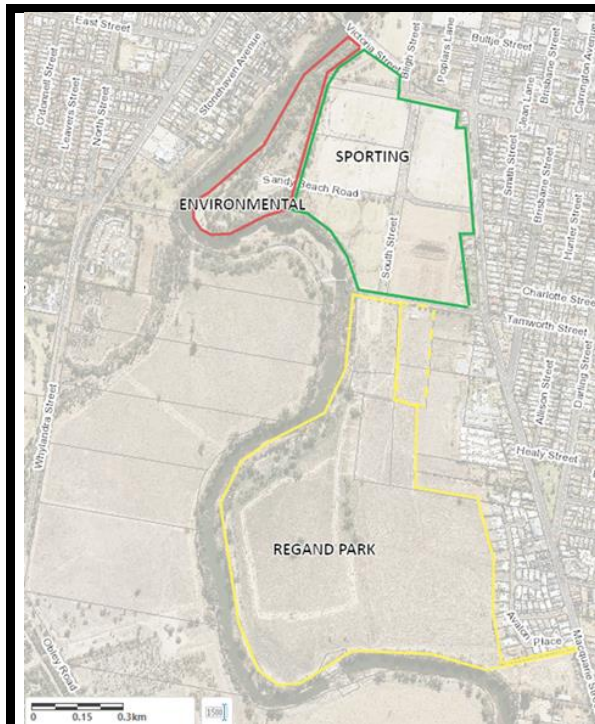 East Street
Victoria Street
Bligh Street
Poplars Lane
Bultje Street
Stonehaven Avenue
O'donnell Street
Leavers Street
North Street
Jean Lane
Brisbane Street
Carrington Avenue
SPORTING
Smith Street
Brisbane Street
Sandy Beach Road
ENVIRONMENTAL
Hunter Street
South Street
Charlotte Street
Tamworth Street
Darling Street
Allison Street
Whylandra Street
Healy Street
REGAND PARK
Avalon Place
Macquarie Street
Obley Road
0 0.15 0.3km
1500